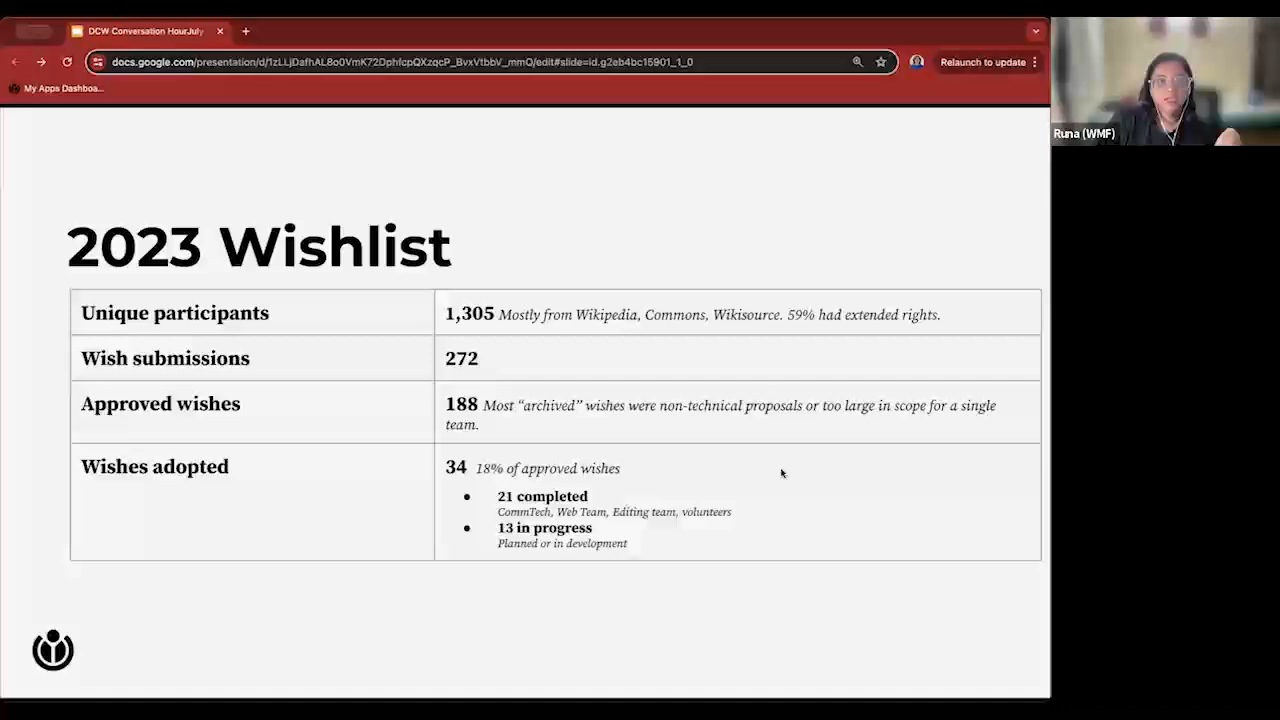 DCW Conversation HourJuly
docs.google.com/presentation/d/1zLLjDafhAL8o0VmK72DphfcpQXzqcP_BvxVtbbV_mmQ/edit#slide=id.g2eb4bc15901_1_0
Relaunch to update
My Apps Dashboa...
Runa (WMF)
2023 Wishlist
Unique participants
1,305 Mostly from Wikipedia, Commons, Wikisource. 59% had extended rights.
Wish submissions
272
Approved wishes
188 Most “archived” wishes were non-technical proposals or too large in scope for a single
team.
Wishes adopted
34 18% of approved wishes
• 21 completed
CommTech, Web Team, Editing team, volunteers
• 13 in progress
Planned or in development